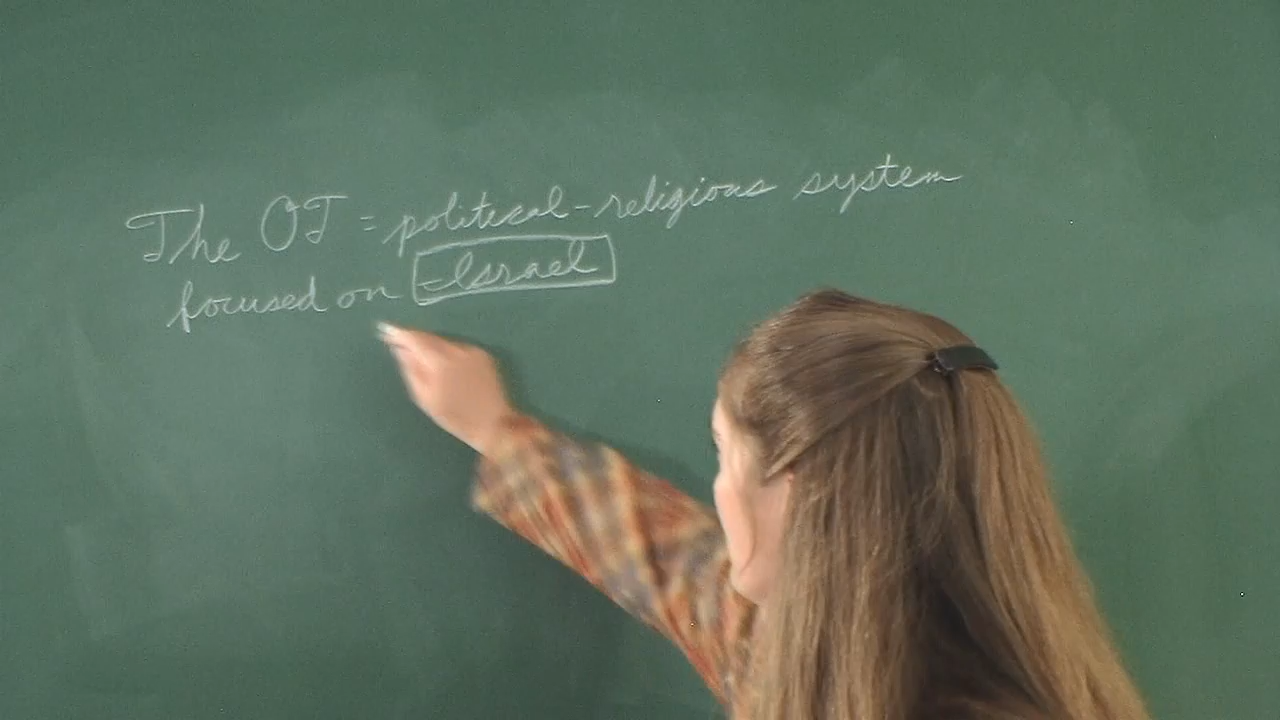 The OT = political-religious system
focused on Israel